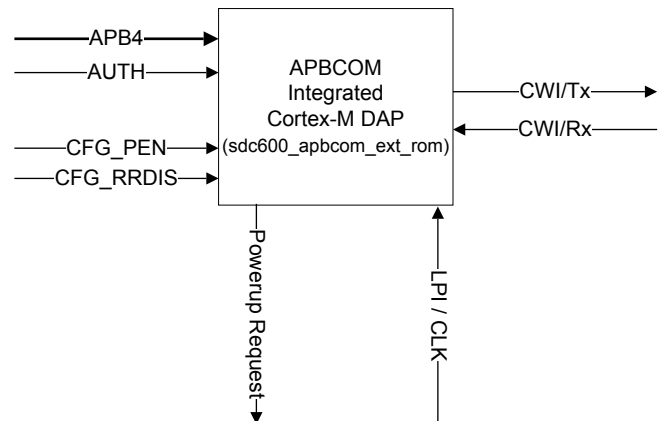 APB4
AUTH
CFG_PEN
CFG_RRDIS
APBCOM
Integrated
Cortex-M DAP
(sdc600_apbcom_ext_rom)
CWI/Tx
CWI/Rx
Powerup Request
LPI / CLK